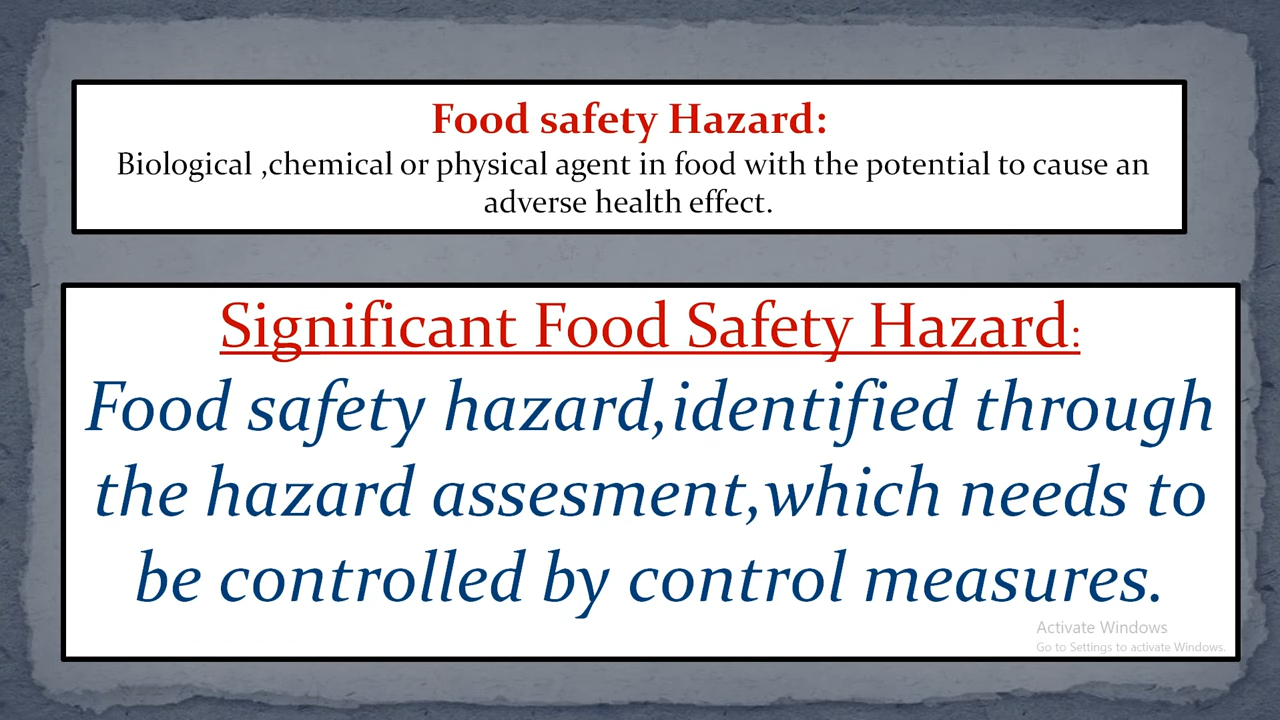 Food safety Hazard:
Biological ,chemical or physical agent in food with the potential to cause an
adverse health effect.
Significant Food Safety Hazard:
Food safety hazard,identified through
the hazard assesment,which needs to
be controlled by control measures.
Activate Windows
Go to Settings to activate Windows.